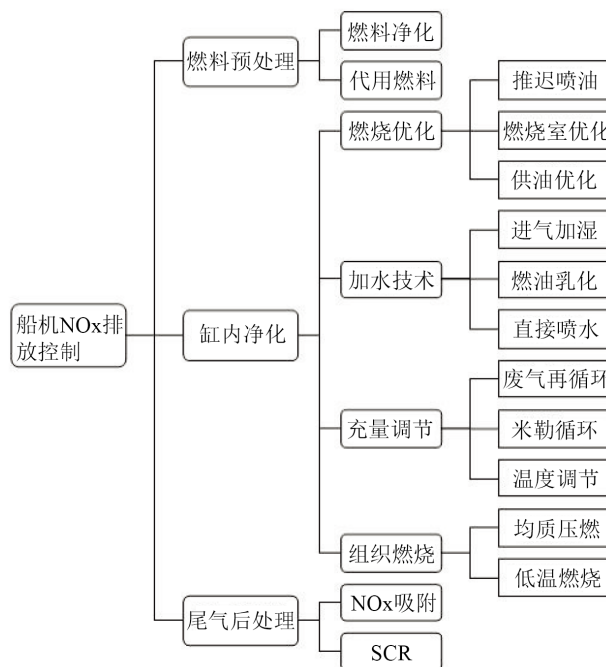 燃料净化
燃料预处理
代用燃料
推迟喷油
燃烧优化
燃烧室优化
供油优化
进气加湿
加水技术
燃油乳化
直接喷水
船机NOx排
放控制
缸内净化
废气再循环
充量调节
米勒循环
温度调节
均质压燃
组织燃烧
低温燃烧
NOx吸附
尾气后处理
SCR